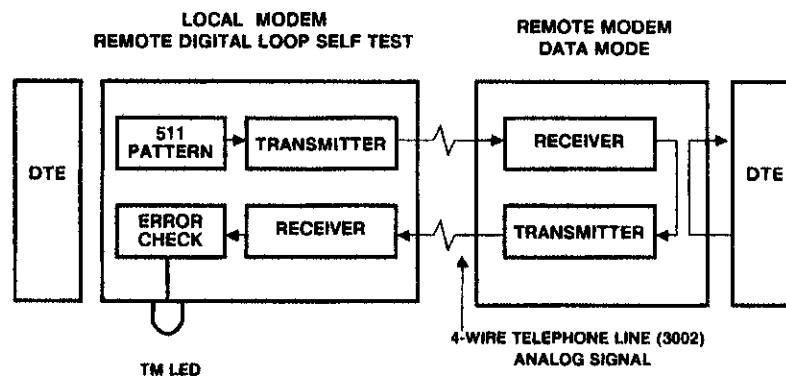 LOCAL MODEM
REMOTE DIGITAL LOOP SELF TEST
REMOTE MODEM
DATA MODE
DTE
511
PATTERN
TRANSMITTER
RECEIVER
DTE
ERROR
CHECK
RECEIVER
TRANSMITTER
4-WIRE TELEPHONE LINE (3002)
ANALOG SIGNAL
TM LED